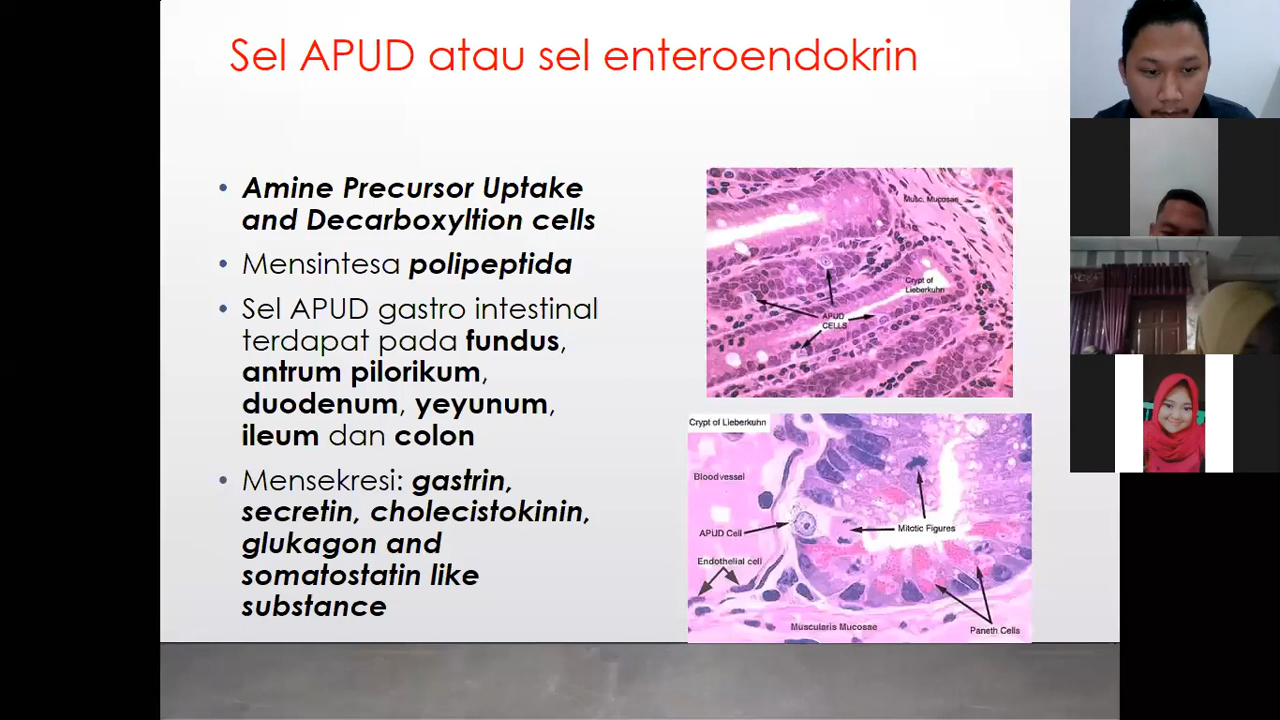 Sel APUD atau sel enteroendokrin
• Amine Precursor Uptake
and Decarboxyltion cells
• Mensintesa polipeptida
• Sel APUD gastro intestinal
terdapat pada fundus,
antrum pilorikum,
duodenum, yeyunum,
ileum dan colon
• Mensekresi: gastrin,
secretin, cholecistokinin,
glukagon and
somatostatin like
substance
Musc. Mucosae
Crypt of
Lieberkuhn
APUD
CELLS
Crypt of Lieberkuhn
Bloodvessel
APUD Cell
Mitotic Figures
Endothelial cell
Muscularis Mucosae
Paneth Cells